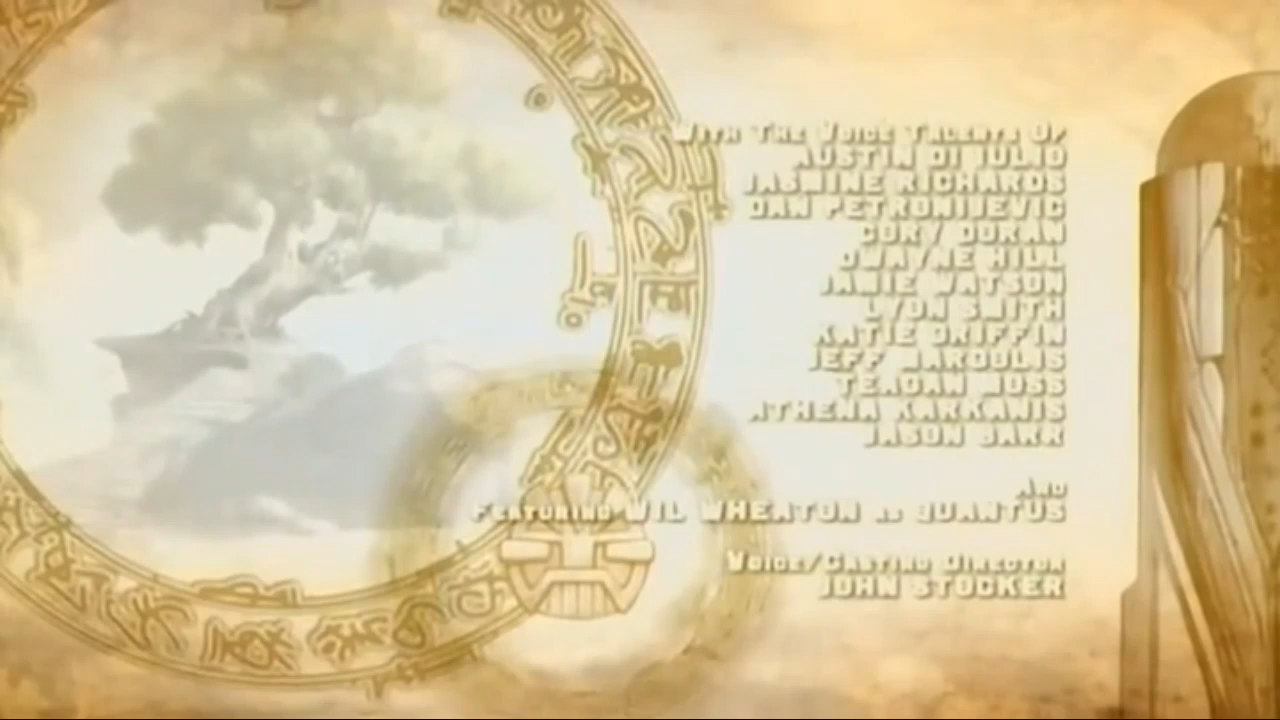 With The Voice Talents Of
AUSTIN DI IULIO
JASMINE RICHARDS
DAN PETRONIJEVIC
CORY DORAN
DWAYNE HILL
JAMIE WATSON
LYON SMITH
KATIE GRIFFIN
JEFF MAROULIS
TEAGAN MOSS
ATHENA KARKANIS
JASON BARR
And
Featuring WIL WHEATON as QUANTUS
Voice/Casting Director
JOHN STOCKER